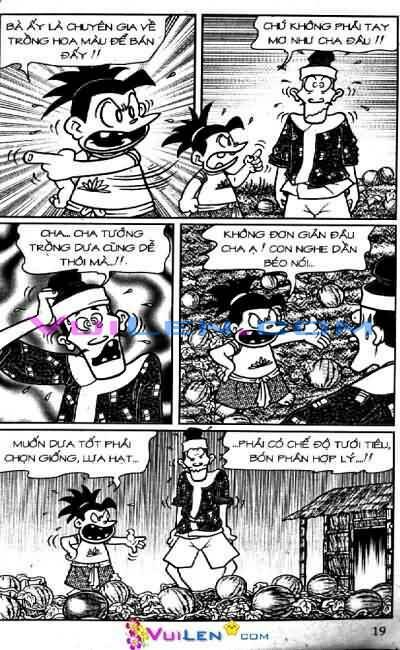 BÀ ẤY LÀ CHUYÊN GIA VỀ
TRỒNG HOA MÀU ĐỂ BÁN
ĐẤY !!
CHỨ KHÔNG PHẢI TAY
MƠ NHƯ CHA ĐÂU !!
CHA... CHA TƯỞNG
TRỒNG DƯA CŨNG DỄ
THÔI MÀ..!!
KHÔNG ĐƠN GIẢN ĐÂU
CHA Ạ ! CON NGHE DẦN
BÉO NÓI...
VUILEN.COM
MUỐN DƯA TỐT PHẢI
CHỌN GIỐNG, LỰA HẠT...
...PHẢI CÓ CHẾ ĐỘ TƯỚI TIÊU,
BÓN PHÂN HỢP LÝ....!!
19
VUILEN.COM